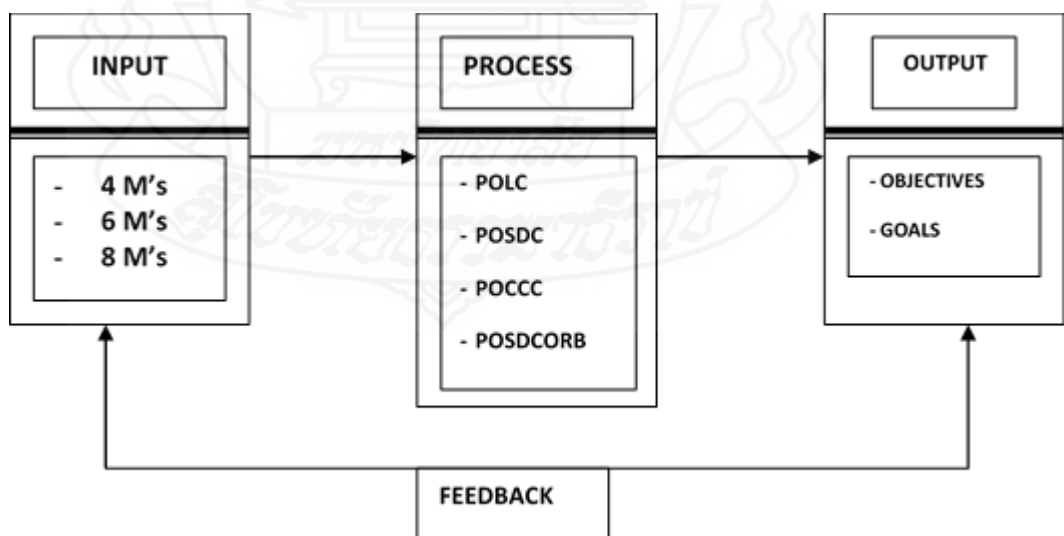 INPUT
- 4 M's
- 6 M's
- 8 M's
PROCESS
- POLC
- POSDC
- POCCC
- POSDCORB
OUTPUT
- OBJECTIVES
- GOALS
FEEDBACK